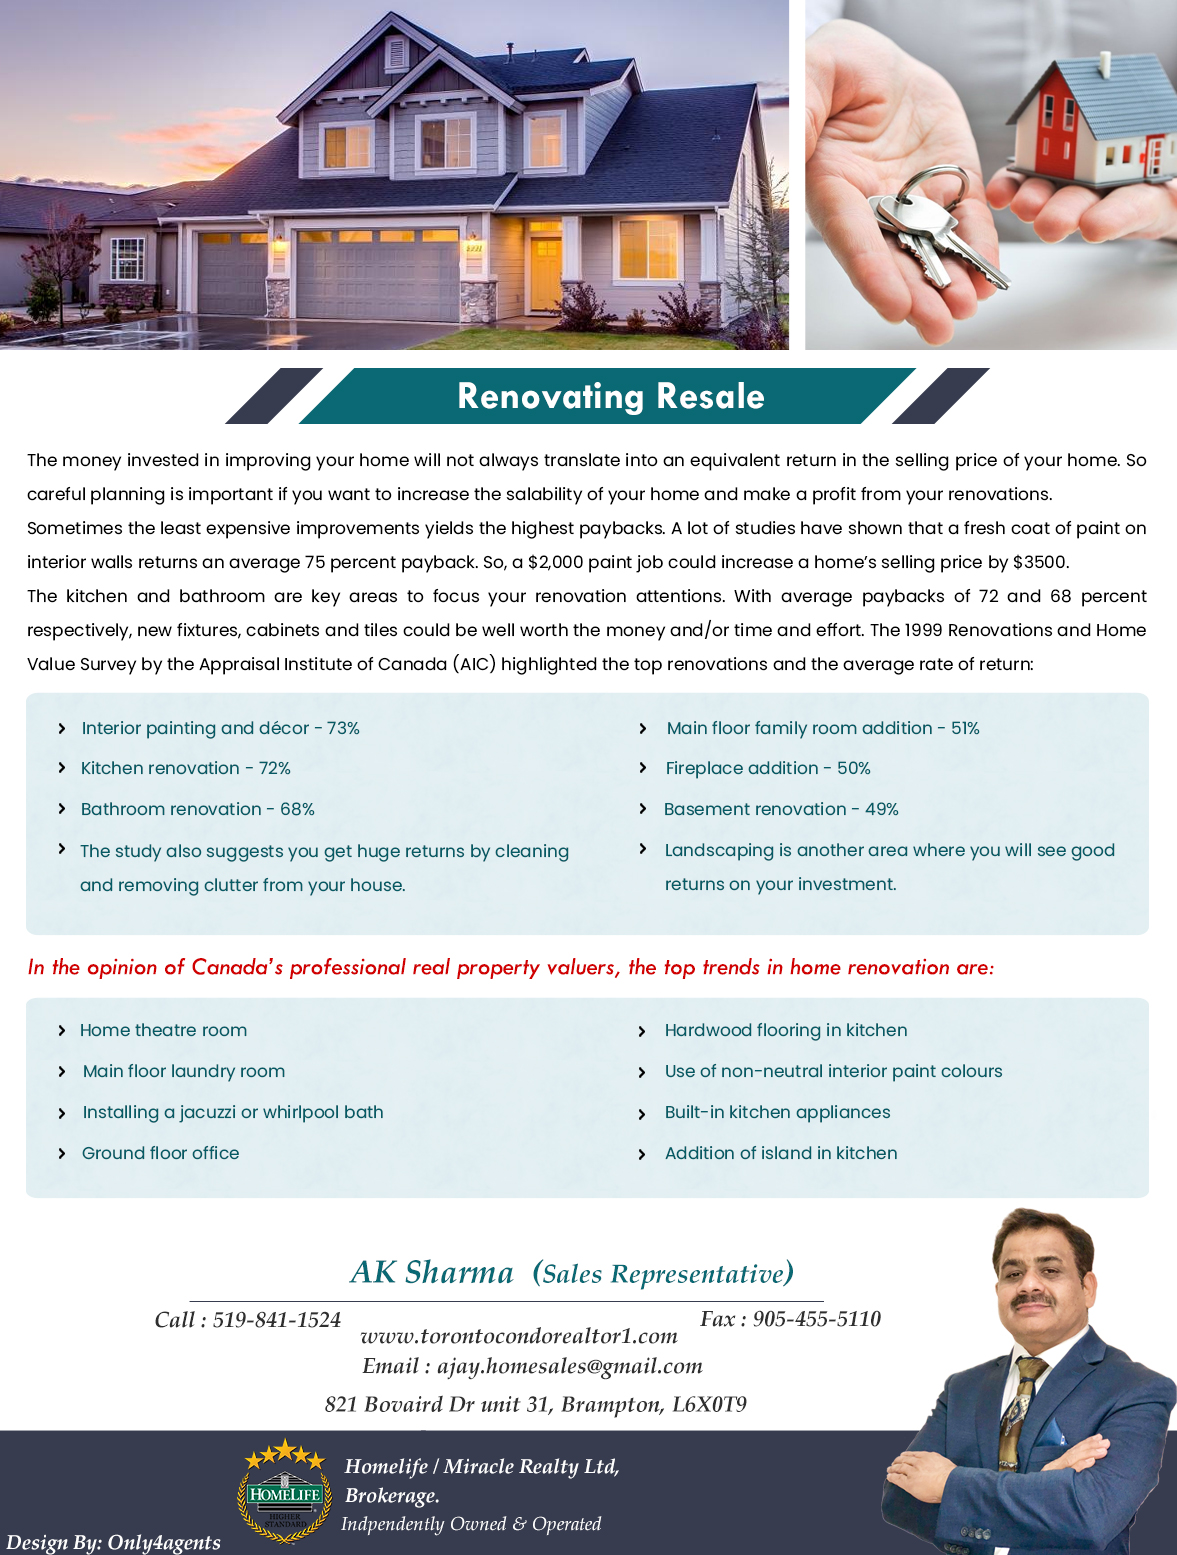 Renovating Resale
The money invested in improving your home will not always translate into an equivalent return in the selling price of your home. So
careful planning is important if you want to increase the salability of your home and make a profit from your renovations.
Sometimes the least expensive improvements yields the highest paybacks. A lot of studies have shown that a fresh coat of paint on
interior walls returns an average 75 percent payback. So, a $2,000 paint job could increase a home’s selling price by $3500.
The kitchen and bathroom are key areas to focus your renovation attentions. With average paybacks of 72 and 68 percent
respectively, new fixtures, cabinets and tiles could be well worth the money and/or time and effort. The 1999 Renovations and Home
Value Survey by the Appraisal Institute of Canada (AIC) highlighted the top renovations and the average rate of return:
Interior painting and décor - 73%
Kitchen renovation - 72%
Bathroom renovation - 68%
The study also suggests you get huge returns by cleaning
and removing clutter from your house.
Main floor family room addition - 51%
Fireplace addition - 50%
Basement renovation - 49%
Landscaping is another area where you will see good
returns on your investment.
In the opinion of Canada’s professional real property valuers, the top trends in home renovation are:
Home theatre room
Main floor laundry room
Installing a jacuzzi or whirlpool bath
Ground floor office
Hardwood flooring in kitchen
Use of non-neutral interior paint colours
Built-in kitchen appliances
Addition of island in kitchen
AK Sharma (Sales Representative)
Call : 519-841-1524
Fax : 905-455-5110
www.torontocondorealtor1.com
Email : ajay.homesales@gmail.com
821 Bovaird Dr unit 31, Brampton, L6X0T9
HOMELIFE
HIGHER
STANDARD
Homelife / Miracle Realty Ltd,
Brokerage.
Indpendently Owned & Operated
Design By: Only4agents